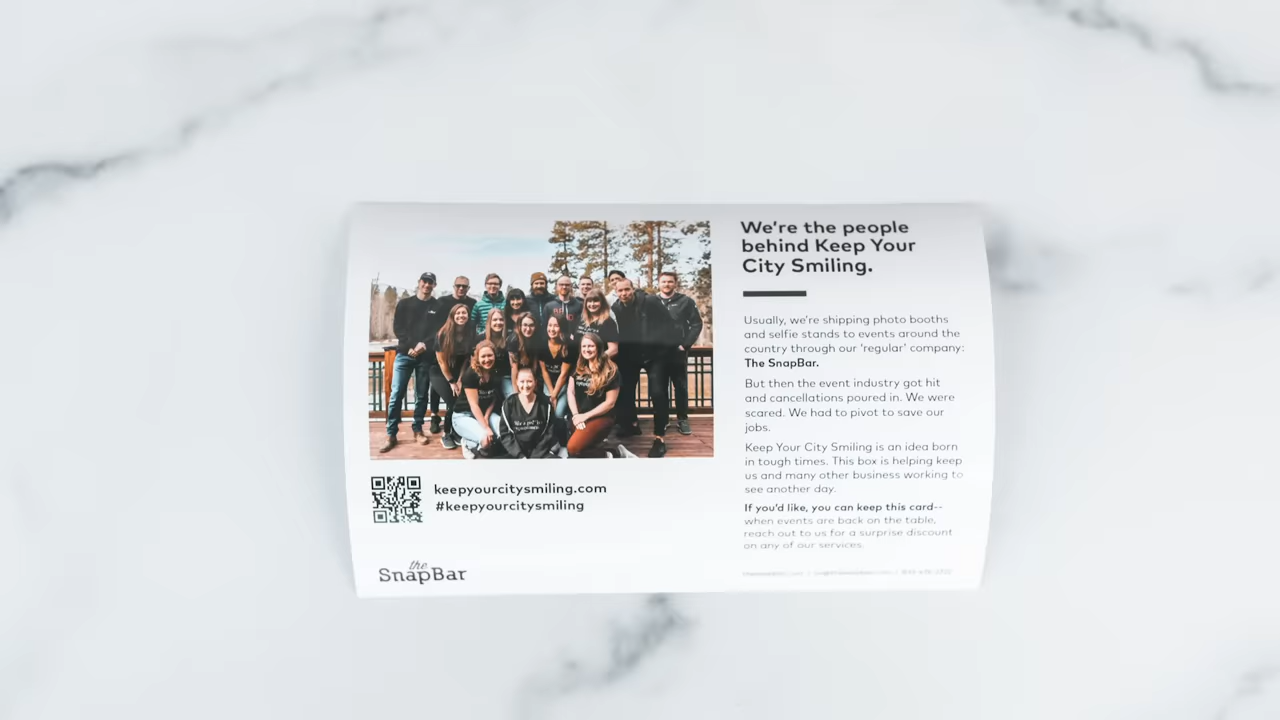 We're the people
behind Keep Your
City Smiling.
Usually, we're shipping photo booths
and selfie stands to events around the
country through our 'regular' company:
The SnapBar.
But then the event industry got hit
and cancellations poured in. We were
scared. We had to pivot to save our
jobs.
Keep Your City Smiling is an idea born
in tough times. This box is helping keep
us and many other business working to
see another day.
If you'd like, you can keep this card--
when events are back on the table,
reach out to us for a surprise discount
on any of our services.
keepyourcitysmiling.com
#keepyourcitysmiling
the
SnapBar